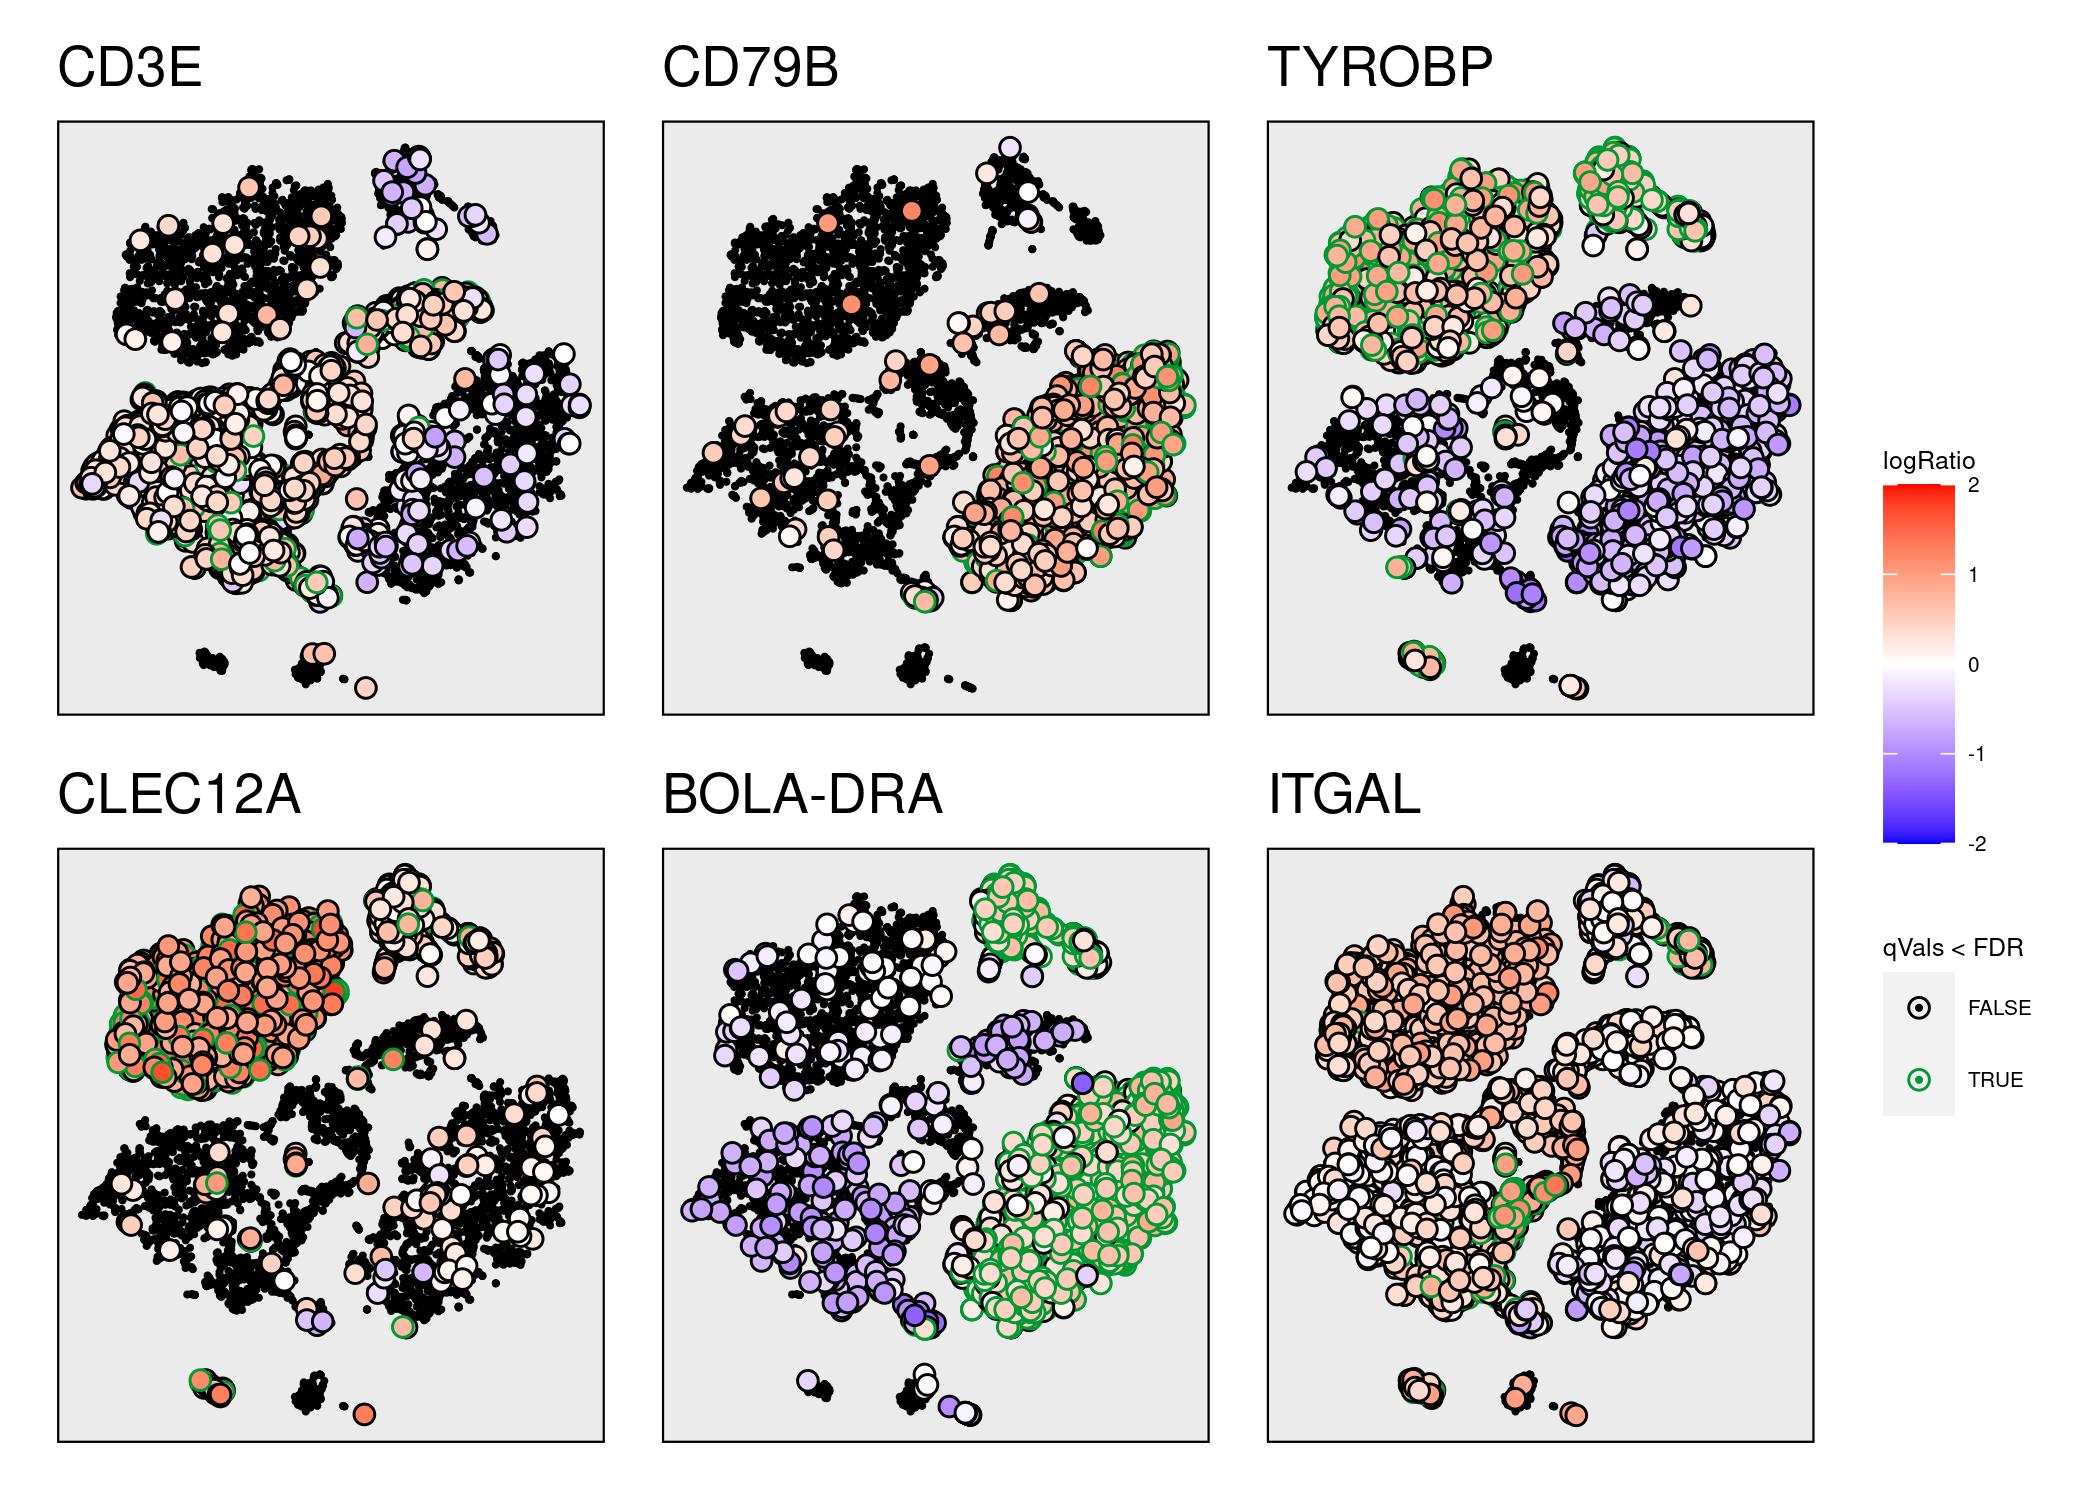 CD3E
CD79B
TYROBP
CLEC12A
BOLA-DRA
ITGAL
logRatio
2
1
0
-1
-2
qVals < FDR
FALSE
TRUE